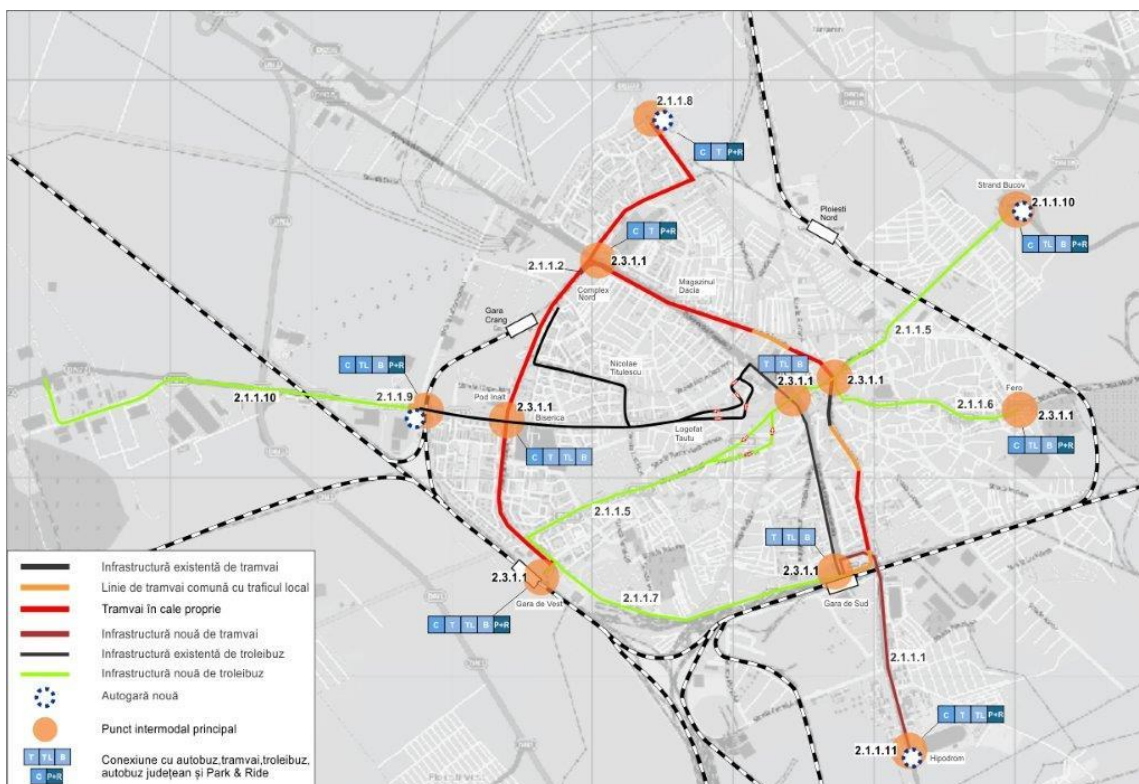 2.1.1.8
C T P+R
Strand Bucov
2.1.1.10
C TL B P+R
Ploiesti
Nord
C T P+R
2.3.1.1
2.1.1.2
Complex
Nord
Magazinul
Dacia
Gara
Crang
2.1.1.5
Nicolae
Titulescu
C TL B P+R
T TL B
2.3.1.1
2.3.1.1
Fero
2.1.1.10
2.1.1.9
Pod Inalt
2.3.1.1
Biserica
2.1.1.6
2.3.1.1
Logofat
Tautu
C TL B P+R
C T TL B
2.1.1.5
T TL B
2.3.1.1
2.3.1.1
Gara de Vest
2.1.1.7
Gara de Sud
C T TL B P+R
2.1.1.1
C T TL P+R
2.1.1.11
Hipodrom
Infrastructură existentă de tramvai
Linie de tramvai comună cu traficul local
Tramvai în cale proprie
Infrastructură nouă de tramvai
Infrastructură existentă de troleibuz
Infrastructură nouă de troleibuz
Autogară nouă
Punct intermodal principal
T TL B
C P+R
Conexiune cu autobuz,tramvai,troleibuz,
autobuz județean și Park & Ride